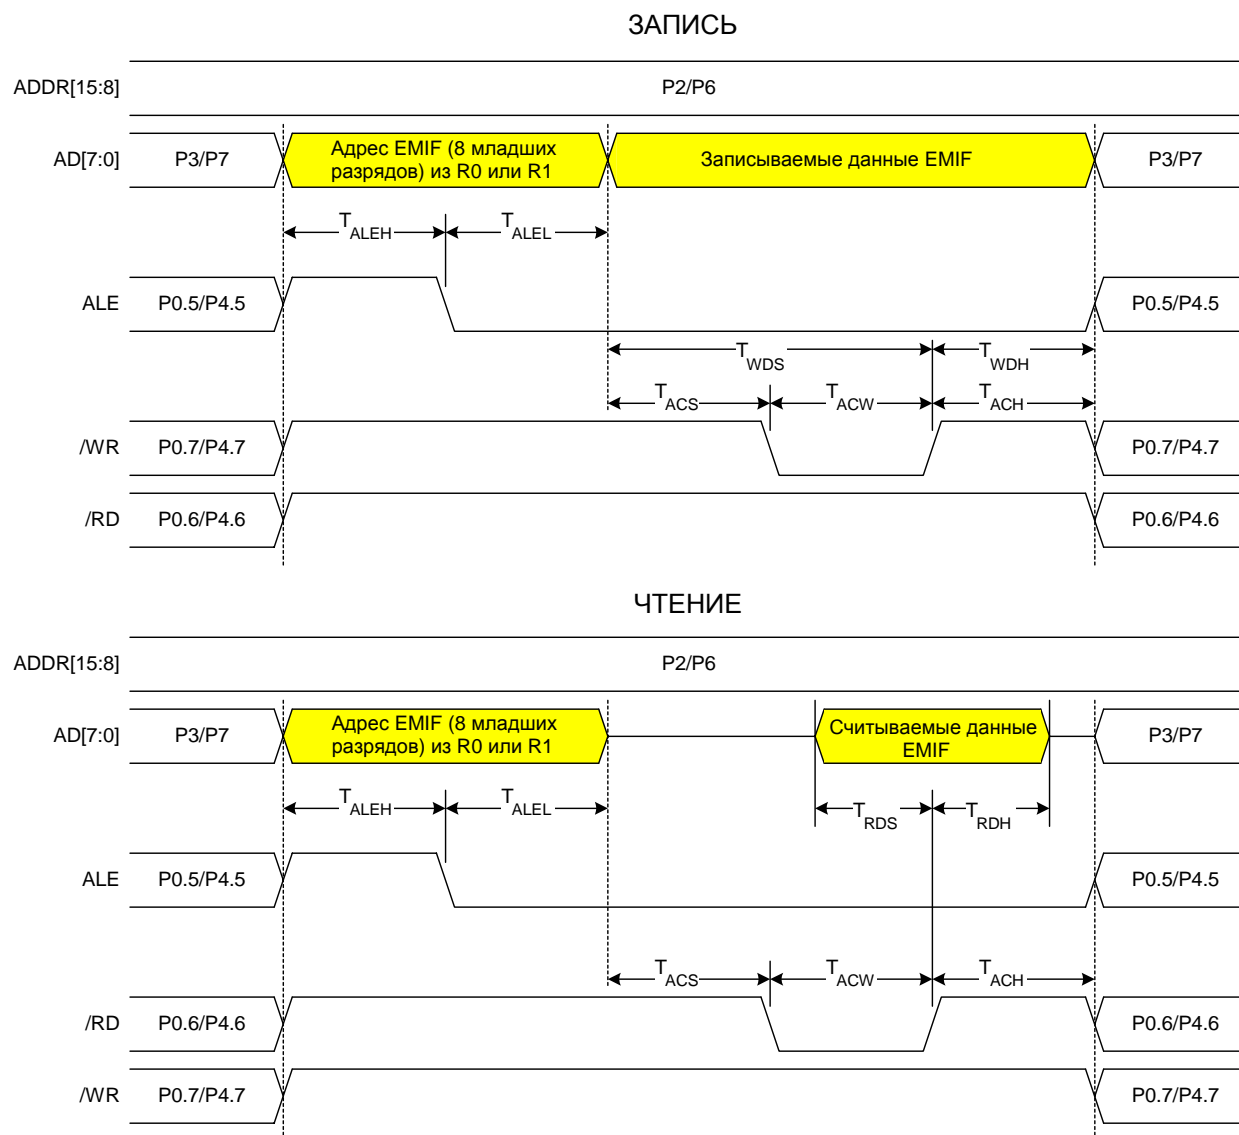 ЗАПИСЬ
ADDR[15:8] P2/P6
AD[7:0] P3/P7 Адрес EMIF (8 младших разрядов) из R0 или R1 Записываемые данные EMIF P3/P7
TALEH TALEL
ALE P0.5/P4.5 P0.5/P4.5
TWDS TWDH
TACS TACW TACH
/WR P0.7/P4.7 P0.7/P4.7
/RD P0.6/P4.6 P0.6/P4.6
ЧТЕНИЕ
ADDR[15:8] P2/P6
AD[7:0] P3/P7 Адрес EMIF (8 младших разрядов) из R0 или R1 Считываемые данные EMIF P3/P7
TALEH TALEL TRDS TRDH
ALE P0.5/P4.5 P0.5/P4.5
TACS TACW TACH
/RD P0.6/P4.6 P0.6/P4.6
/WR P0.7/P4.7 P0.7/P4.7